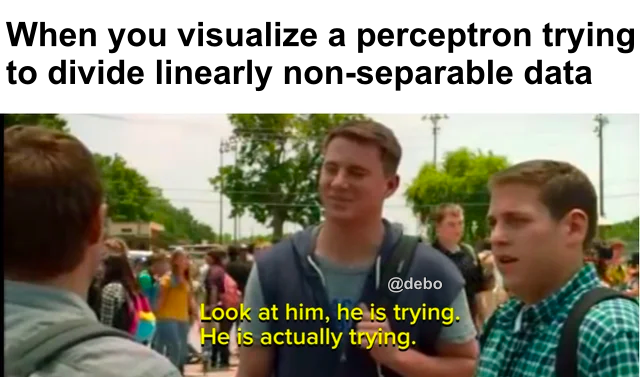 When you visualize a perceptron trying
to divide linearly non-separable data
@debo
Look at him, he is trying.
He is actually trying.